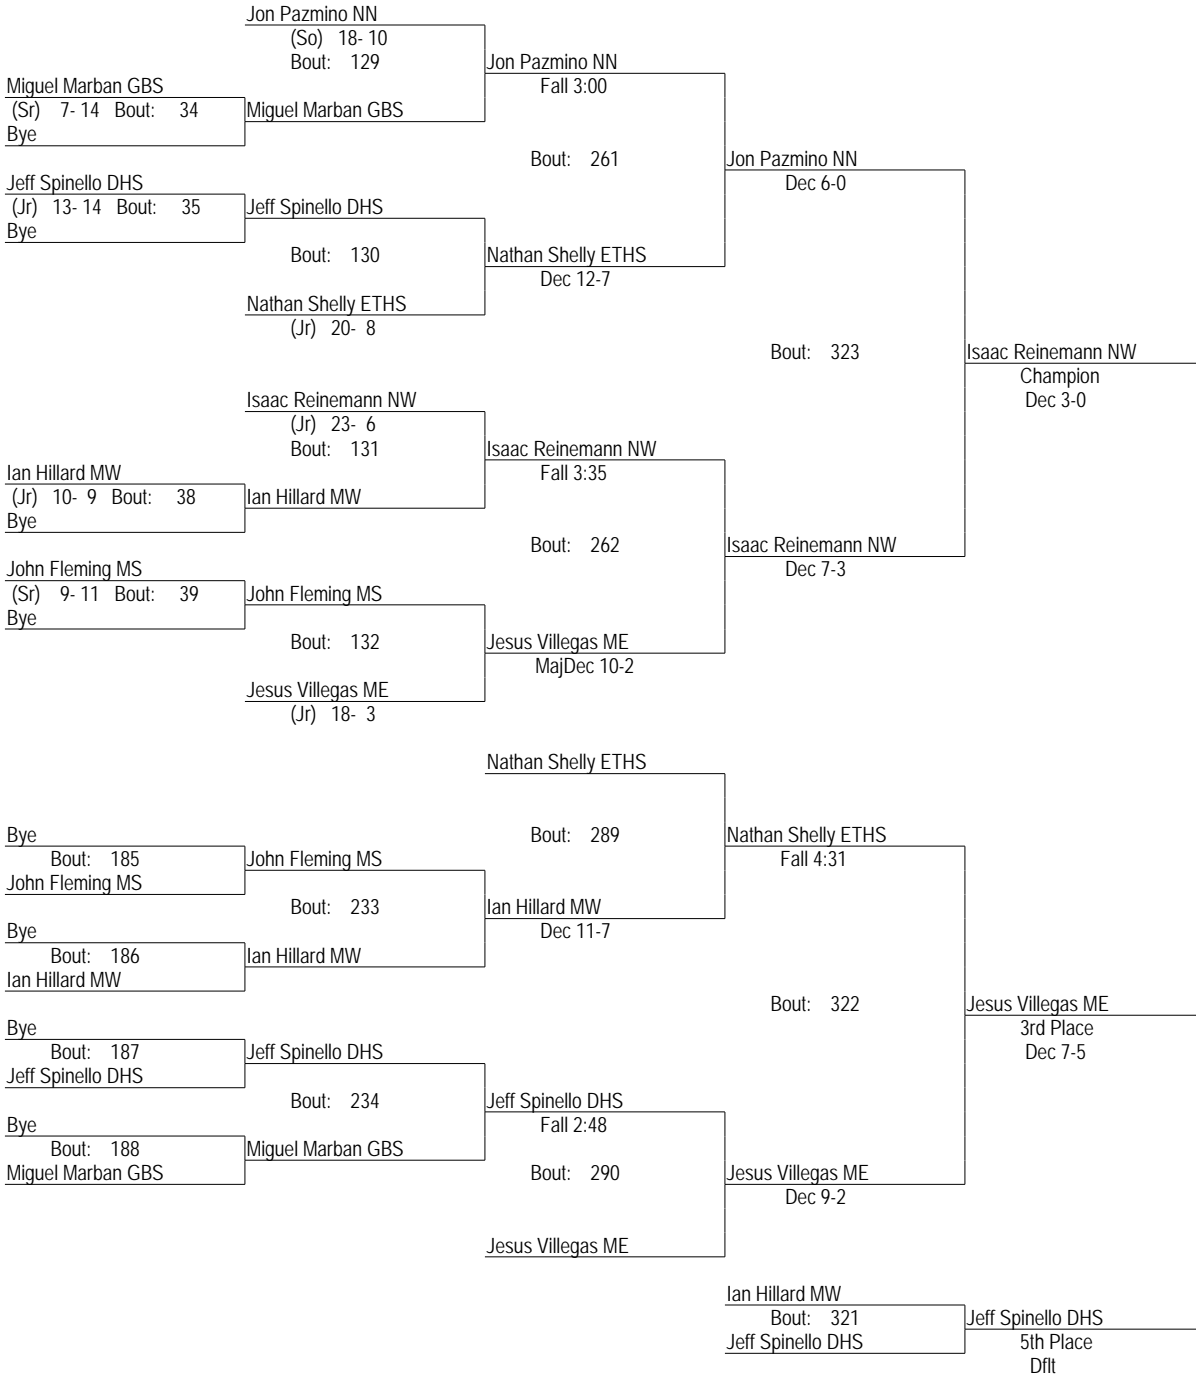 Jon Pazmino NN
(So) 18- 10
Bout: 129
Jon Pazmino NN
Fall 3:00
Miguel Marban GBS
(Sr) 7- 14 Bout: 34
Miguel Marban GBS
Bye
Bout: 261
Jon Pazmino NN
Dec 6-0
Jeff Spinello DHS
(Jr) 13- 14 Bout: 35
Jeff Spinello DHS
Bye
Bout: 130
Nathan Shelly ETHS
Dec 12-7
Nathan Shelly ETHS
(Jr) 20- 8
Bout: 323
Isaac Reinemann NW
Champion
Dec 3-0
Isaac Reinemann NW
(Jr) 23- 6
Bout: 131
Isaac Reinemann NW
Fall 3:35
Ian Hillard MW
(Jr) 10- 9 Bout: 38
Ian Hillard MW
Bye
Bout: 262
Isaac Reinemann NW
Dec 7-3
John Fleming MS
(Sr) 9- 11 Bout: 39
John Fleming MS
Bye
Bout: 132
Jesus Villegas ME
MajDec 10-2
Jesus Villegas ME
(Jr) 18- 3
Nathan Shelly ETHS
Bout: 289
Nathan Shelly ETHS
Fall 4:31
Bye
Bout: 185
John Fleming MS
John Fleming MS
Bout: 233
Ian Hillard MW
Dec 11-7
Bye
Bout: 186
Ian Hillard MW
Ian Hillard MW
Bout: 322
Jesus Villegas ME
3rd Place
Dec 7-5
Bye
Bout: 187
Jeff Spinello DHS
Jeff Spinello DHS
Bout: 234
Jeff Spinello DHS
Fall 2:48
Bye
Bout: 188
Miguel Marban GBS
Miguel Marban GBS
Bout: 290
Jesus Villegas ME
Dec 9-2
Jesus Villegas ME
Ian Hillard MW
Bout: 321
Jeff Spinello DHS
Jeff Spinello DHS
5th Place
Dflt